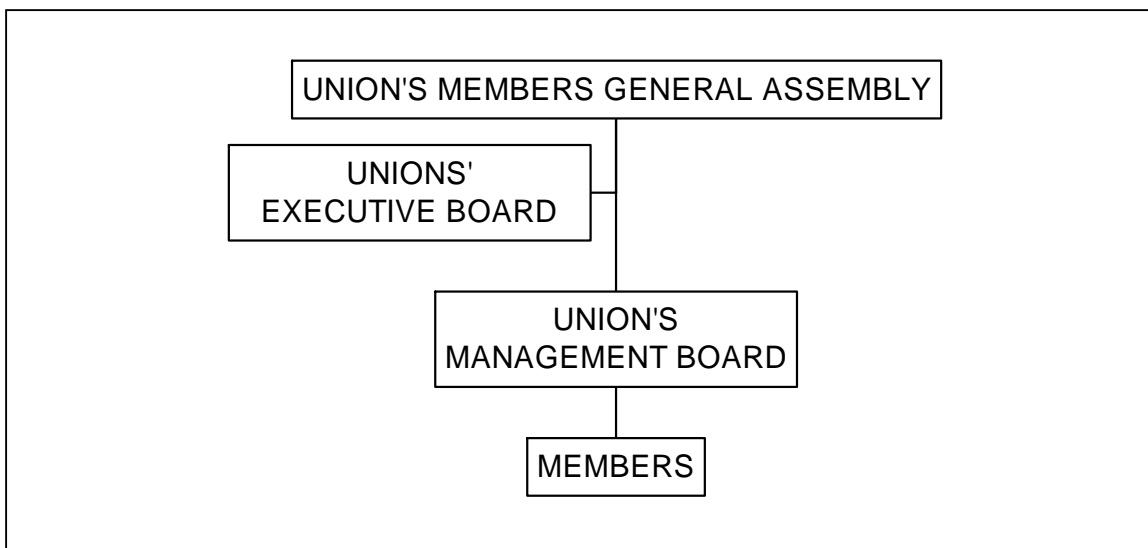 UNION'S MEMBERS GENERAL ASSEMBLY
UNIONS'
EXECUTIVE BOARD
UNION'S
MANAGEMENT BOARD
MEMBERS